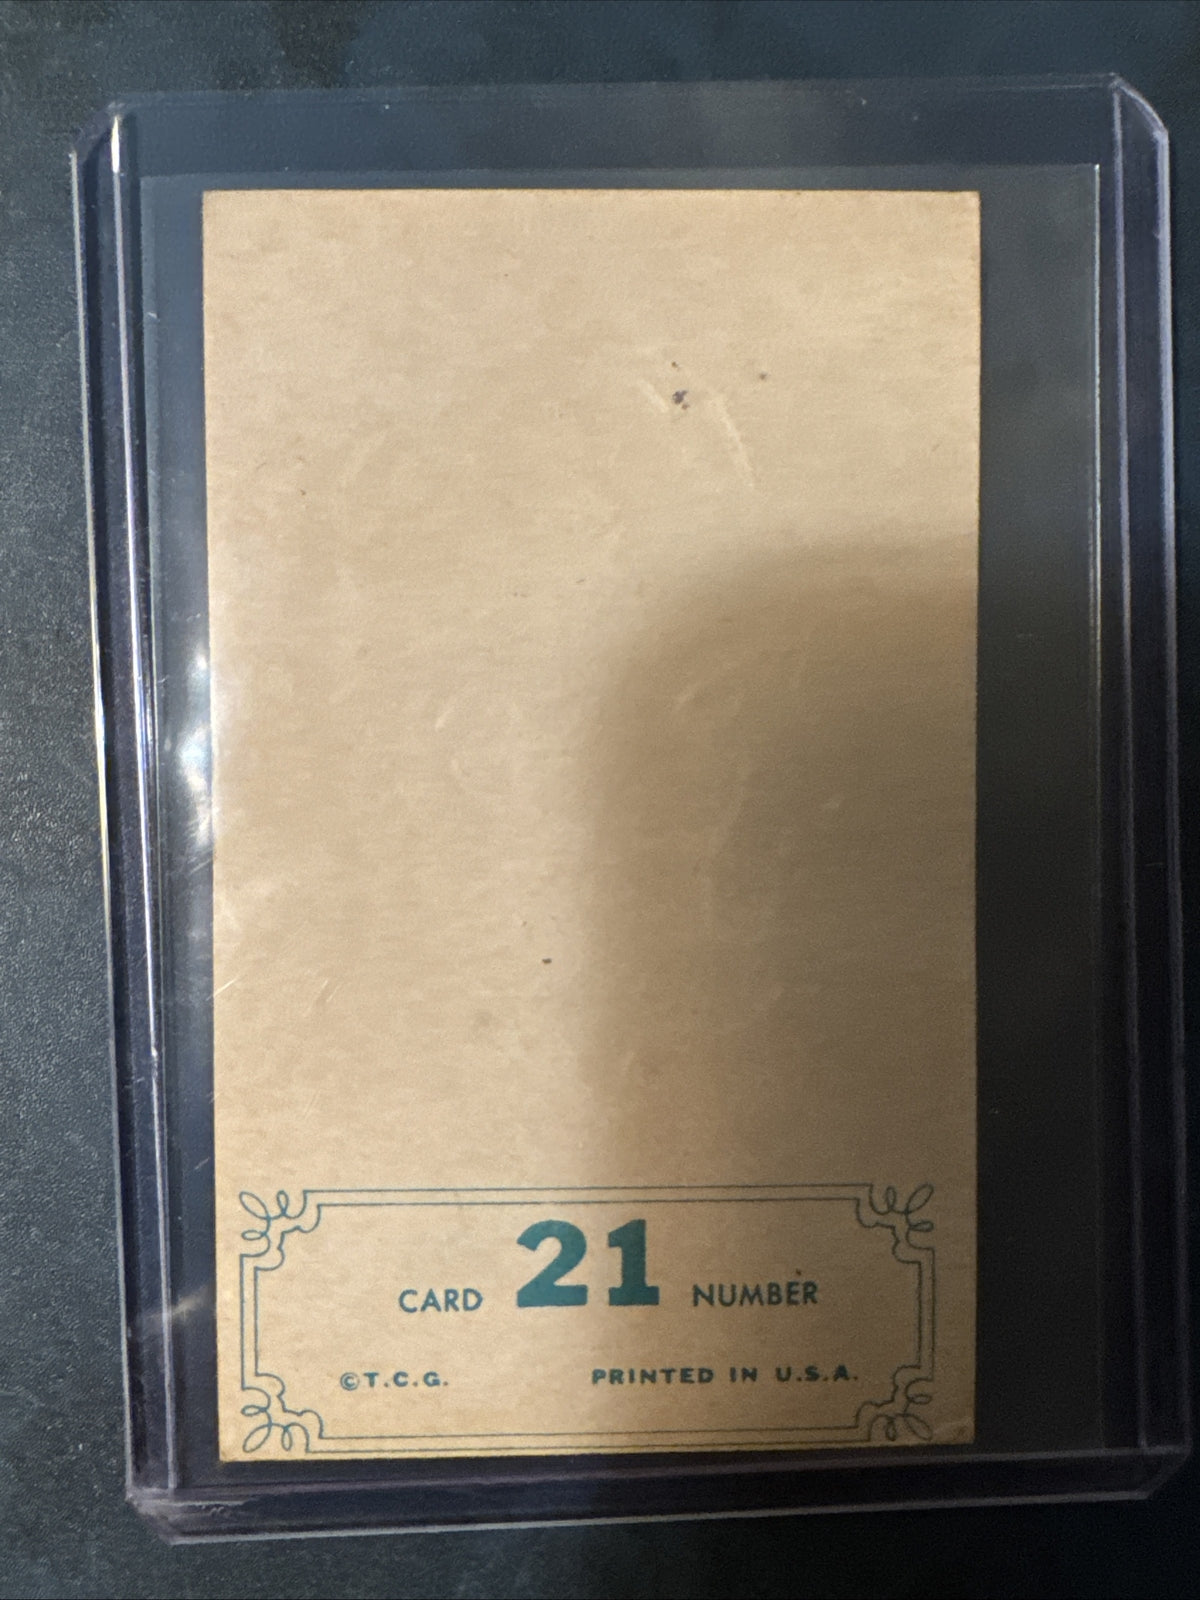 CARD 21 NUMBER
©T.C.G. PRINTED IN U.S.A.